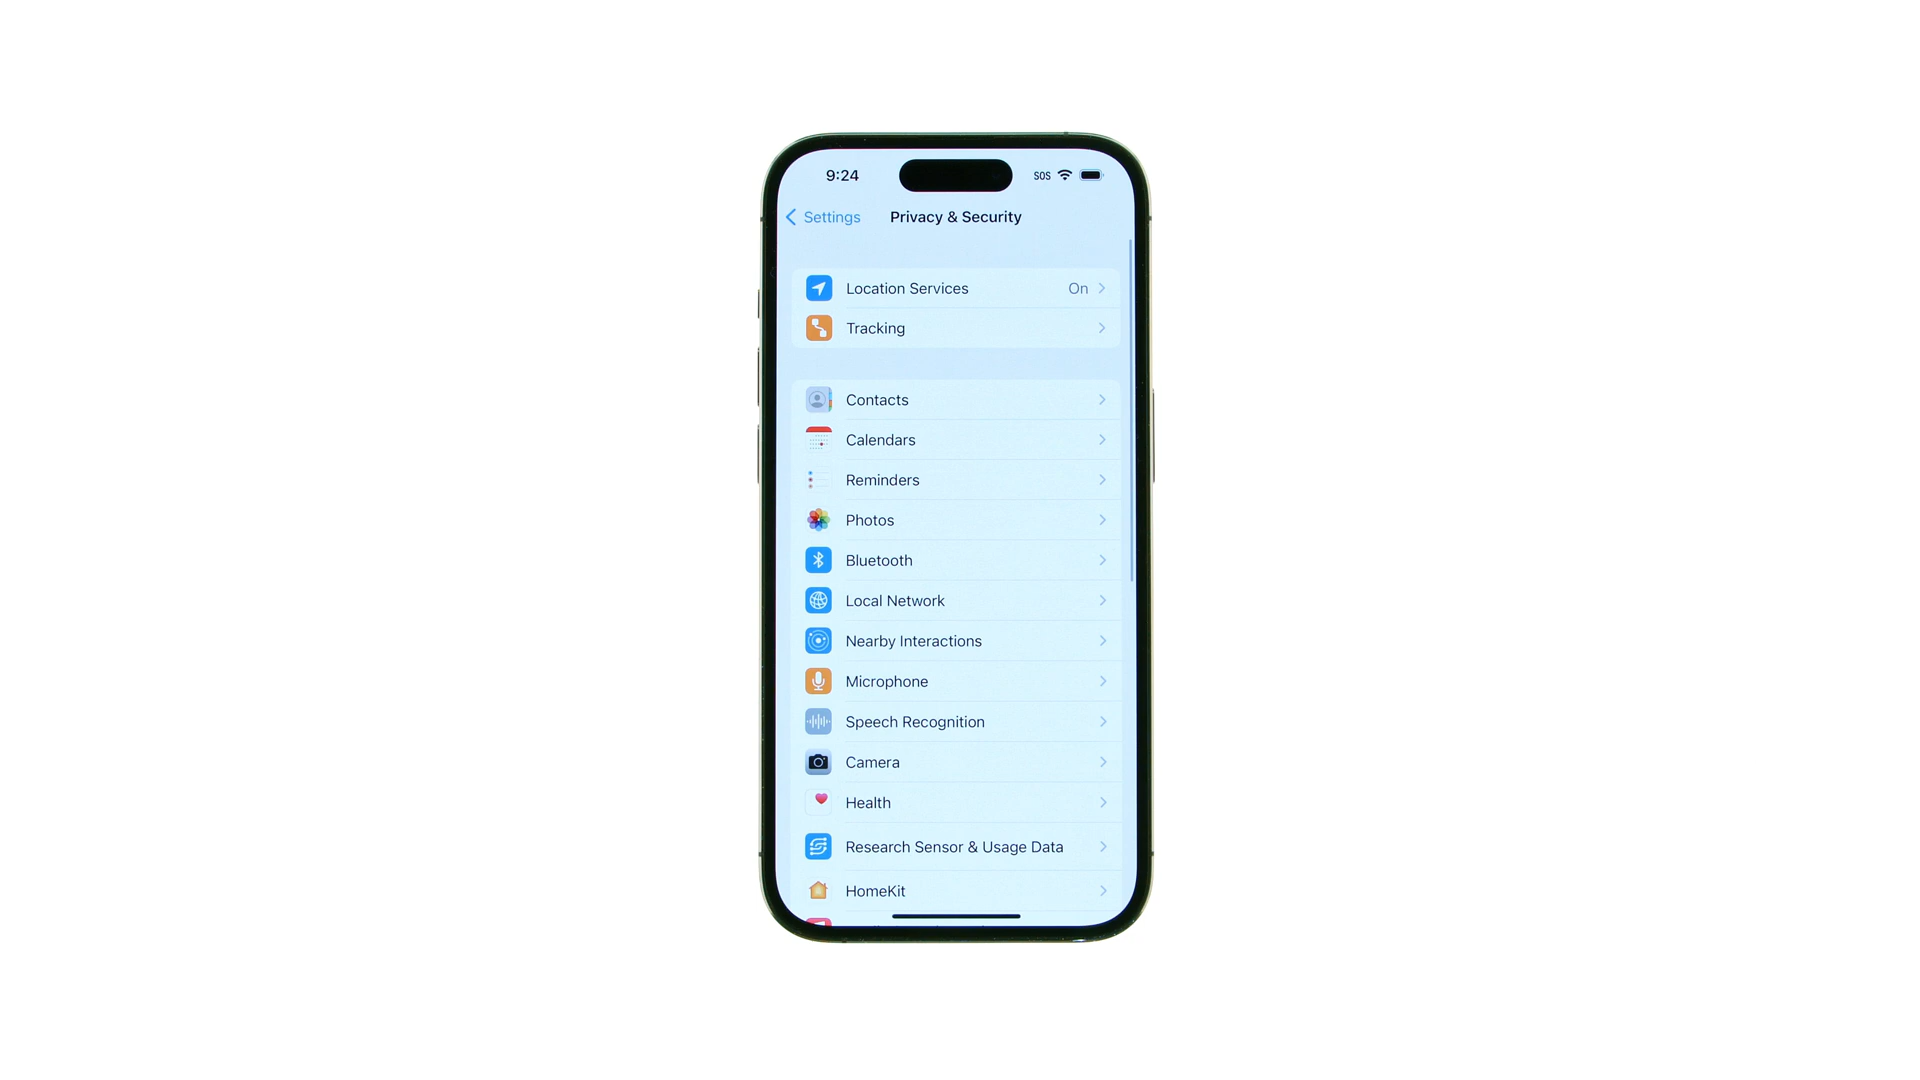 9:24 SOS
Settings Privacy & Security
Location Services On
Tracking
Contacts
Calendars
Reminders
Photos
Bluetooth
Local Network
Nearby Interactions
Microphone
Speech Recognition
Camera
Health
Research Sensor & Usage Data
HomeKit